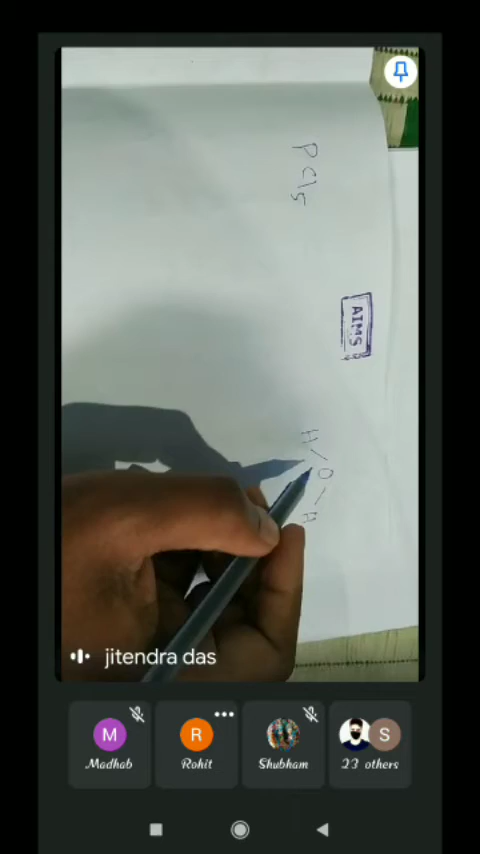 PCl5
AIMS
H O H
jitendra das
M
R
S
Madhab
Rohit
Shubham
23 others